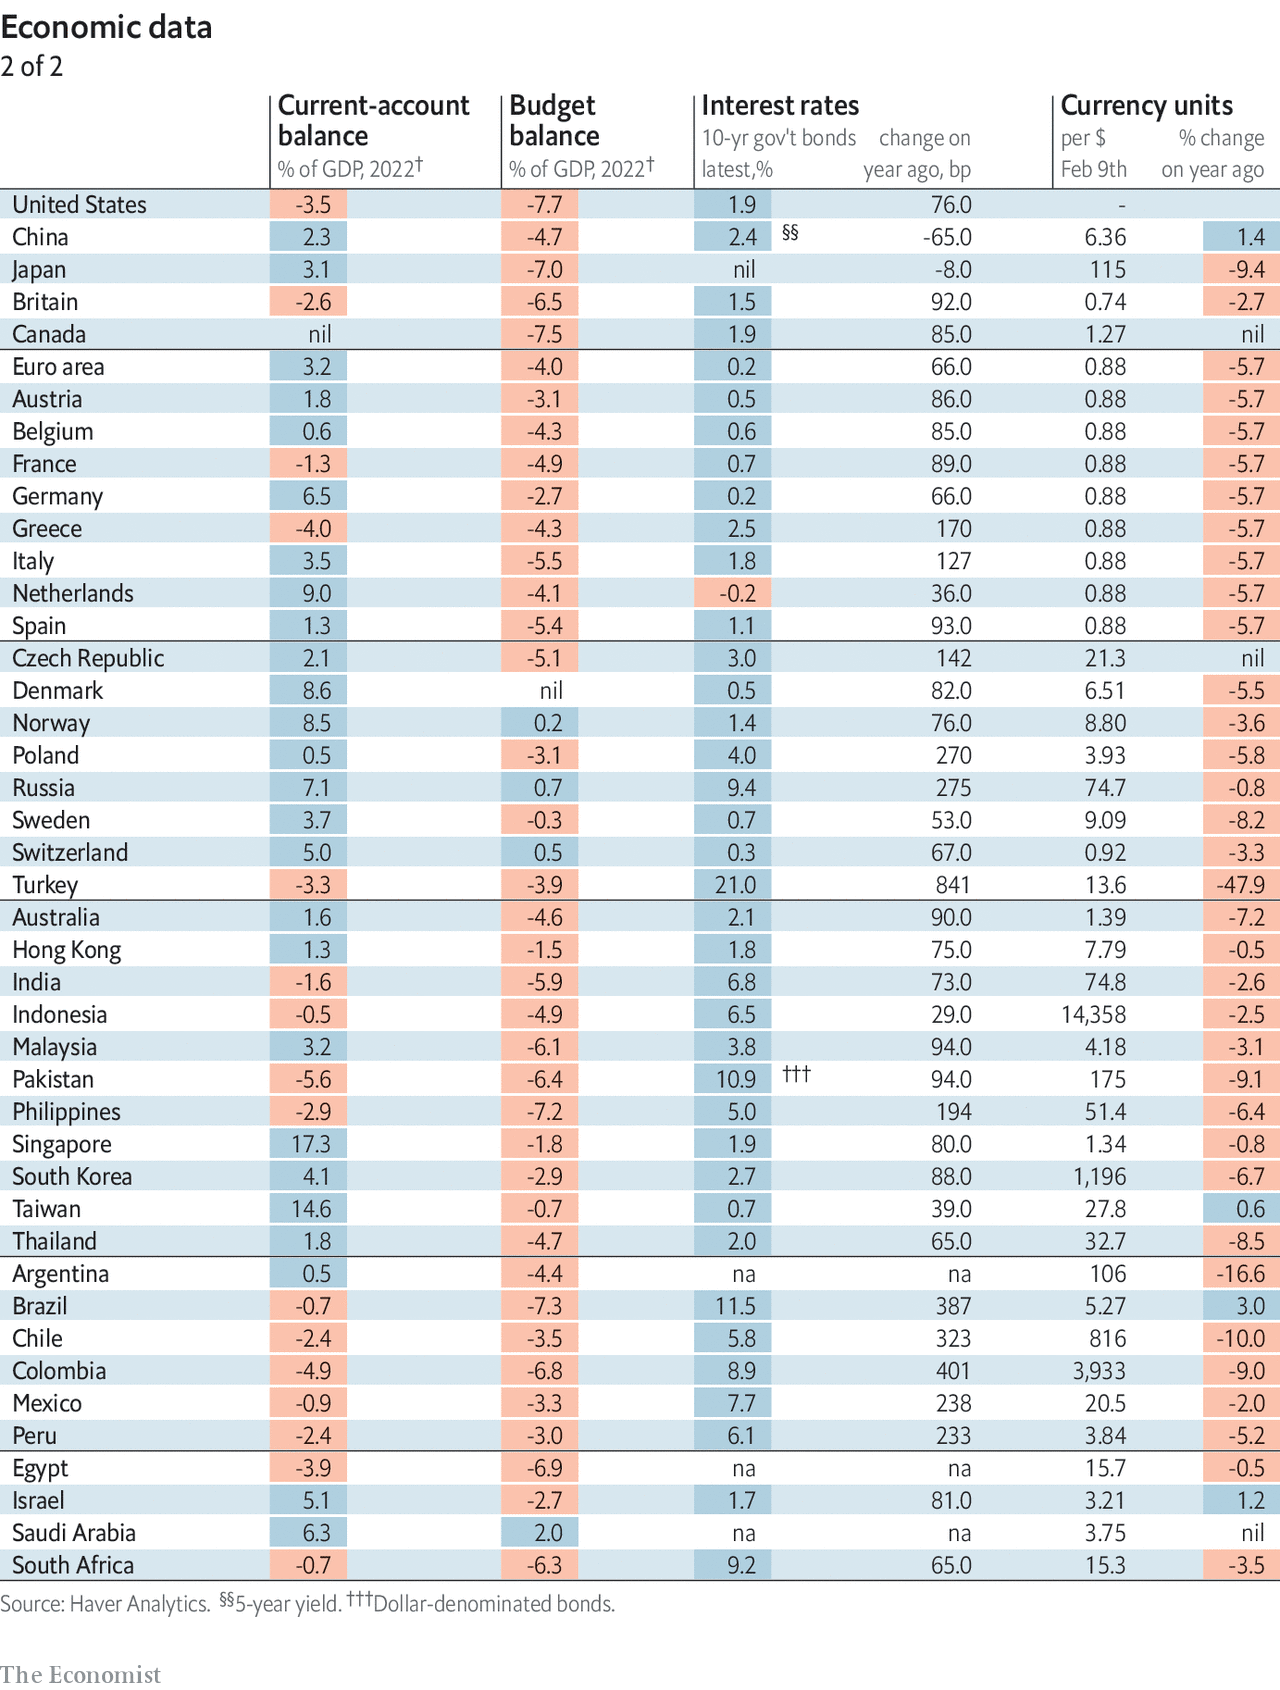 Economic data
2 of 2
Current-account Budget Interest rates Currency units
balance balance 10-yr gov't bonds change on per $ % change
% of GDP, 2022† % of GDP, 2022† latest,% year ago, bp Feb 9th on year ago
United States -3.5 -7.7 1.9 76.0 -
China 2.3 -4.7 2.4 §§ -65.0 6.36 1.4
Japan 3.1 -7.0 nil -8.0 115 -9.4
Britain -2.6 -6.5 1.5 92.0 0.74 -2.7
Canada nil -7.5 1.9 85.0 1.27 nil
Euro area 3.2 -4.0 0.2 66.0 0.88 -5.7
Austria 1.8 -3.1 0.5 86.0 0.88 -5.7
Belgium 0.6 -4.3 0.6 85.0 0.88 -5.7
France -1.3 -4.9 0.7 89.0 0.88 -5.7
Germany 6.5 -2.7 0.2 66.0 0.88 -5.7
Greece -4.0 -4.3 2.5 170 0.88 -5.7
Italy 3.5 -5.5 1.8 127 0.88 -5.7
Netherlands 9.0 -4.1 -0.2 36.0 0.88 -5.7
Spain 1.3 -5.4 1.1 93.0 0.88 -5.7
Czech Republic 2.1 -5.1 3.0 142 21.3 nil
Denmark 8.6 nil 0.5 82.0 6.51 -5.5
Norway 8.5 0.2 1.4 76.0 8.80 -3.6
Poland 0.5 -3.1 4.0 270 3.93 -5.8
Russia 7.1 0.7 9.4 275 74.7 -0.8
Sweden 3.7 -0.3 0.7 53.0 9.09 -8.2
Switzerland 5.0 0.5 0.3 67.0 0.92 -3.3
Turkey -3.3 -3.9 21.0 841 13.6 -47.9
Australia 1.6 -4.6 2.1 90.0 1.39 -7.2
Hong Kong 1.3 -1.5 1.8 75.0 7.79 -0.5
India -1.6 -5.9 6.8 73.0 74.8 -2.6
Indonesia -0.5 -4.9 6.5 29.0 14,358 -2.5
Malaysia 3.2 -6.1 3.8 94.0 4.18 -3.1
Pakistan -5.6 -6.4 10.9 ††† 94.0 175 -9.1
Philippines -2.9 -7.2 5.0 194 51.4 -6.4
Singapore 17.3 -1.8 1.9 80.0 1.34 -0.8
South Korea 4.1 -2.9 2.7 88.0 1,196 -6.7
Taiwan 14.6 -0.7 0.7 39.0 27.8 0.6
Thailand 1.8 -4.7 2.0 65.0 32.7 -8.5
Argentina 0.5 -4.4 na na 106 -16.6
Brazil -0.7 -7.3 11.5 387 5.27 3.0
Chile -2.4 -3.5 5.8 323 816 -10.0
Colombia -4.9 -6.8 8.9 401 3,933 -9.0
Mexico -0.9 -3.3 7.7 238 20.5 -2.0
Peru -2.4 -3.0 6.1 233 3.84 -5.2
Egypt -3.9 -6.9 na na 15.7 -0.5
Israel 5.1 -2.7 1.7 81.0 3.21 1.2
Saudi Arabia 6.3 2.0 na na 3.75 nil
South Africa -0.7 -6.3 9.2 65.0 15.3 -3.5
Source: Haver Analytics. §§5-year yield. †††Dollar-denominated bonds.
The Economist